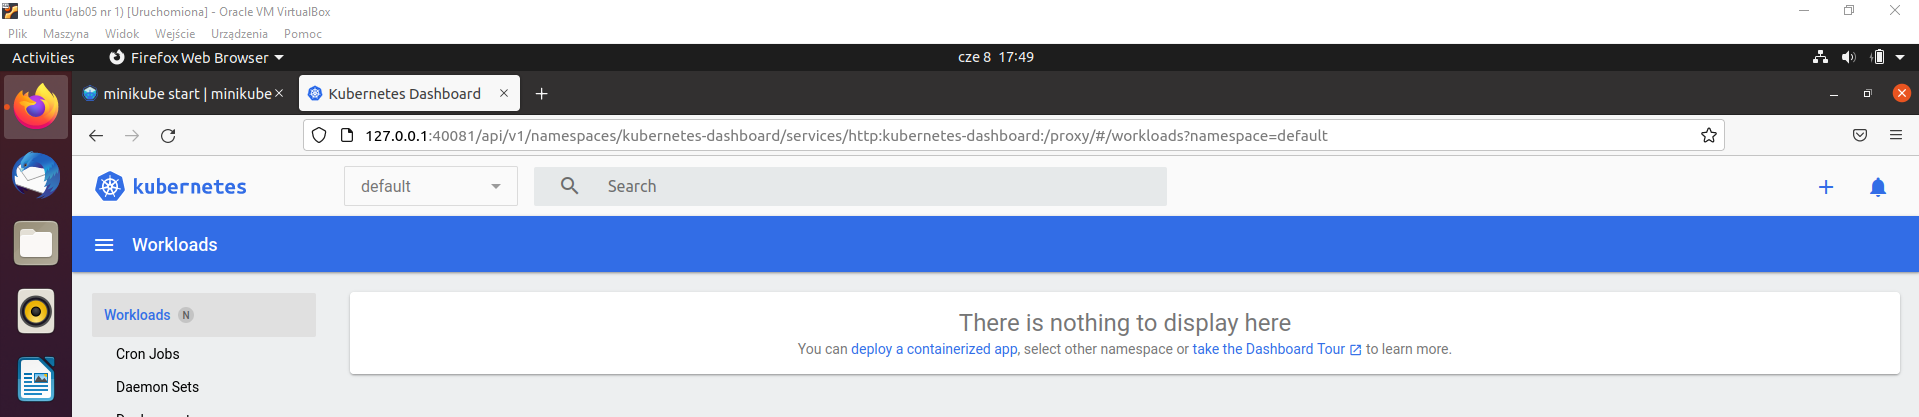 ubuntu (lab05 nr 1) [Uruchomiona] - Oracle VM VirtualBox
Plik Maszyna Widok Wejście Urządzenia Pomoc
Activities Firefox Web Browser cze 8 17:49
minikube start | minikube Kubernetes Dashboard
127.0.0.1:40081/api/v1/namespaces/kubernetes-dashboard/services/http:kubernetes-dashboard:/proxy/#/workloads?namespace=default
kubernetes default Search
Workloads
Workloads N
There is nothing to display here
You can deploy a containerized app, select other namespace or take the Dashboard Tour to learn more.
Cron Jobs
Daemon Sets